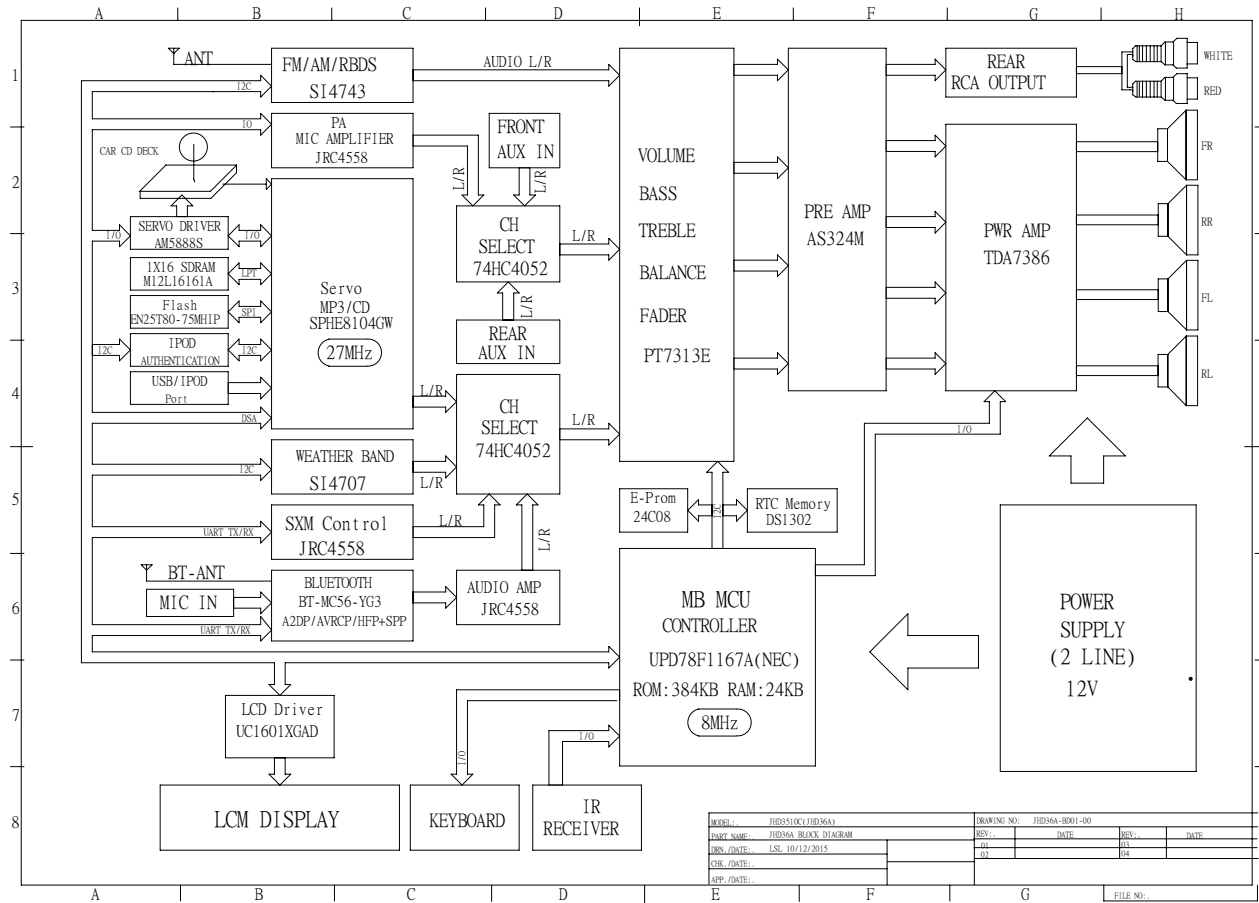 A B C D E F G H
1
2
3
4
5
6
7
8
ANT
FM/AM/RBDS
SI4743
I2C
AUDIO L/R
IO
PA
MIC AMPLIFIER
JRC4558
FRONT
AUX IN
L/R
L/R
CAR CD DECK
SERVO DRIVER
AM5888S
I/O
I/O
1X16 SDRAM
M12L16161A
LPT
Flash
EN25T80-75MHIP
SPI
IPOD
AUTHENTICATION
I2C
I2C
USB/IPOD
Port
DSA
Servo
MP3/CD
SPHE8104GW
27MHz
CH
SELECT
74HC4052
L/R
L/R
REAR
AUX IN
L/R
CH
SELECT
74HC4052
L/R
WEATHER BAND
SI4707
I2C
L/R
SXM Control
JRC4558
UART TX/RX
L/R
L/R
BT-ANT
MIC IN
BLUETOOTH
BT-MC56-YG3
A2DP/AVRCP/HFP+SPP
UART TX/RX
AUDIO AMP
JRC4558
VOLUME
BASS
TREBLE
BALANCE
FADER
PT7313E
PRE AMP
AS324M
REAR
RCA OUTPUT
WHITE
RED
PWR AMP
TDA7386
FR
RR
FL
RL
I/O
E-Prom
24C08
I2C
RTC Memory
DS1302
MB MCU
CONTROLLER
UPD78F1167A(NEC)
ROM:384KB RAM:24KB
8MHz
POWER
SUPPLY
(2 LINE)
12V
LCD Driver
UC1601XGAD
LCM DISPLAY
I/O
KEYBOARD
I/O
IR
RECEIVER
MODEL:. JHD3510C(JHD36A)
DRAWING NO: JHD36A-BD01-00
PART NAME:. JHD36A BLOCK DIAGRAM
REV:. DATE REV:. DATE
DRN./DATE:. LSL 10/12/2015
01 03
02 04
CHK./DATE:.
APP./DATE:.
FILE NO:.
A B C D E F G